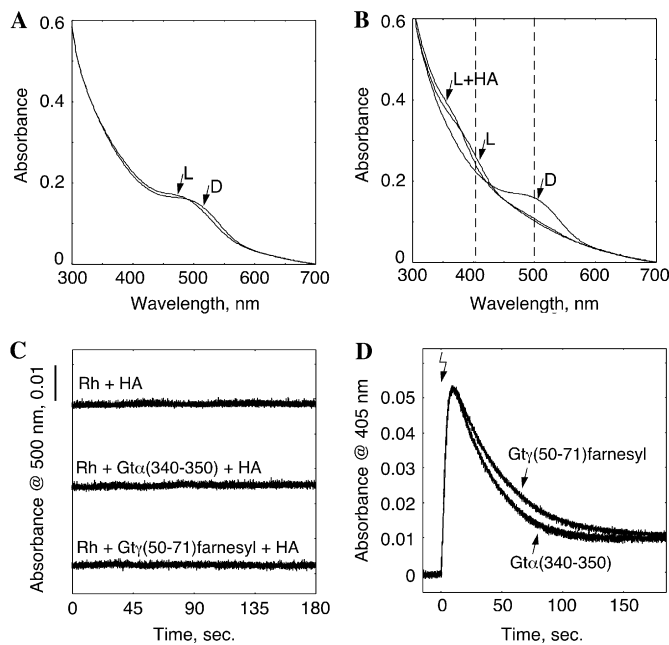 A
0.6
0.4
0.2
0
Absorbance
L
D
300 400 500 600 700
Wavelength, nm
B
0.6
0.4
0.2
0
Absorbance
L+HA
L
D
300 400 500 600 700
Wavelength, nm
C
Absorbance @ 500 nm, 0.01
Rh + HA
Rh + Gtα(340-350) + HA
Rh + Gtγ(50-71)farnesyl + HA
0 45 90 135 180
Time, sec.
D
Absorbance @ 405 nm
0.05
0.04
0.03
0.02
0.01
0
Gtγ(50-71)farnesyl
Gtα(340-350)
0 50 100 150
Time, sec.